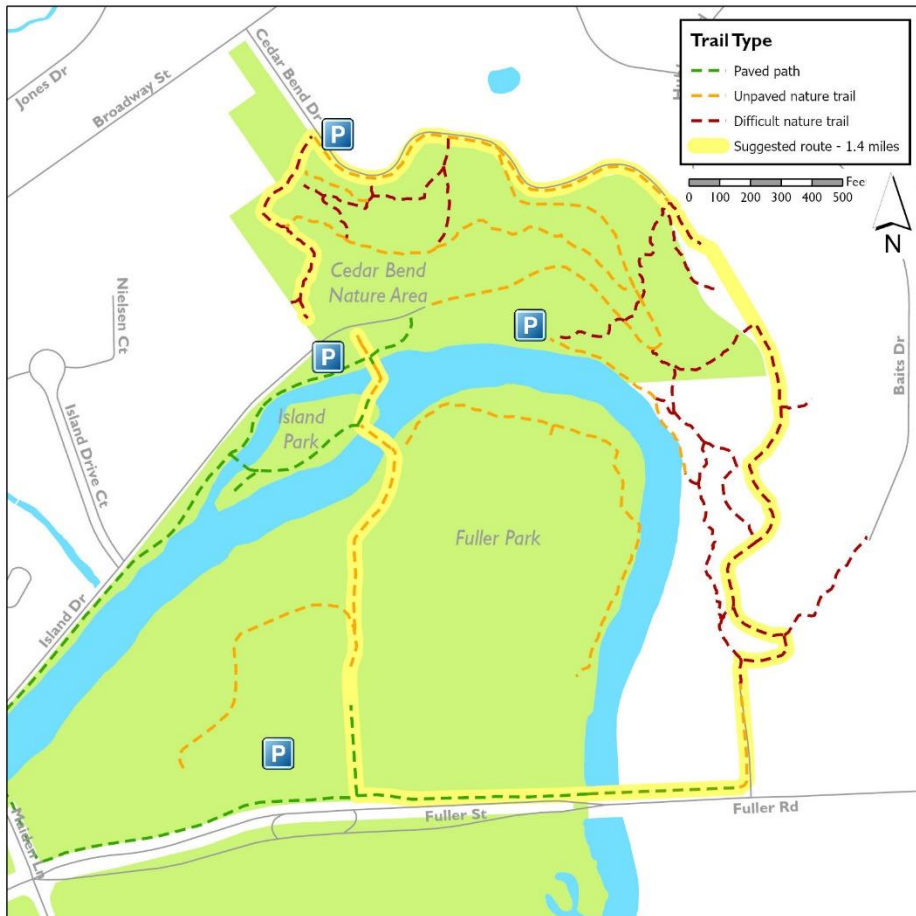 Jones Dr
Broadway St
Cedar Bend Dr
P
Trail Type
Paved path
Unpaved nature trail
Difficult nature trail
Suggested route - 1.4 miles
Fee
0 100 200 300 400 500
N
Cedar Bend
Nature Area
P
P
Nielsen Ct
Island Drive Ct
Island
Park
Baits Dr
Fuller Park
Island Dr
P
Maiden Ln
Fuller St
Fuller Rd